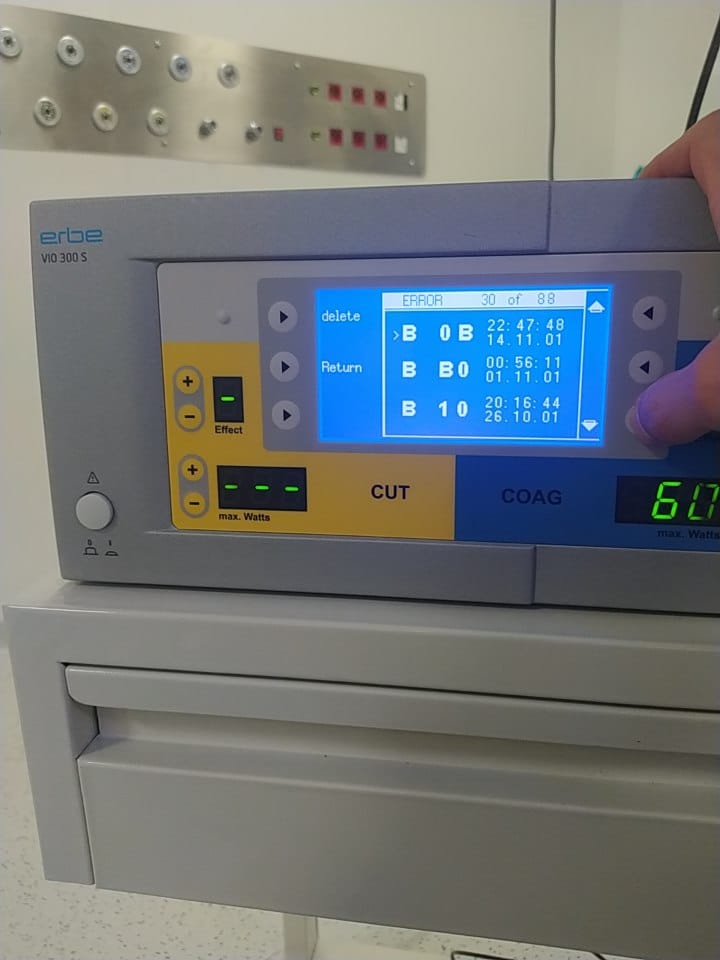 erbe
VIO 300 S
delete
Return
ERROR 30 of 88
>B 0B 22:47:48
14.11.01
B B0 00:56:11
01.11.01
B 10 20:16:44
26.10.01
+
−
Effect
+
−
- - -
max. Watts
CUT
COAG
60
max. Watts